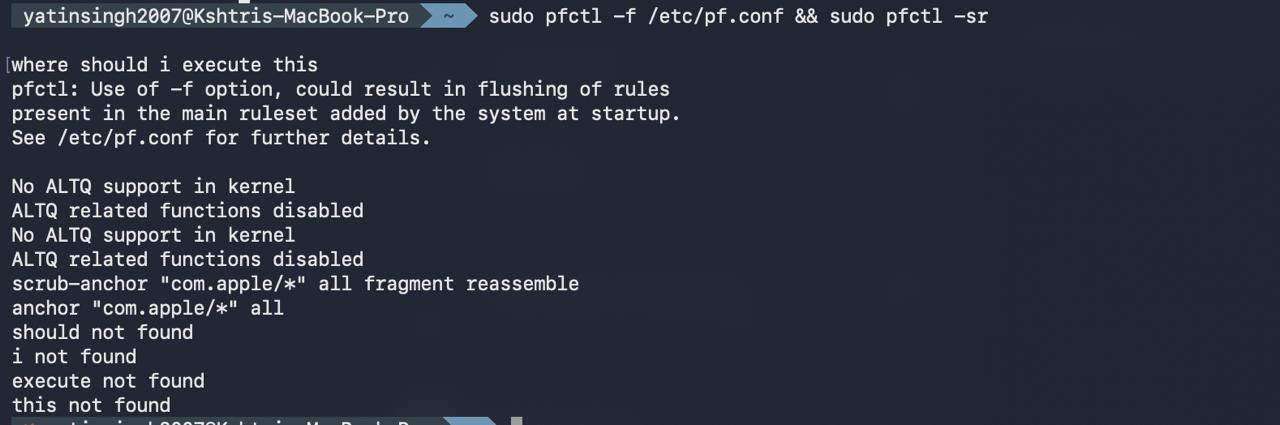 yatinsingh2007@Kshtris-MacBook-Pro ~ sudo pfctl -f /etc/pf.conf && sudo pfctl -sr
[where should i execute this
pfctl: Use of -f option, could result in flushing of rules
present in the main ruleset added by the system at startup.
See /etc/pf.conf for further details.
No ALTQ support in kernel
ALTQ related functions disabled
No ALTQ support in kernel
ALTQ related functions disabled
scrub-anchor "com.apple/*" all fragment reassemble
anchor "com.apple/*" all
should not found
i not found
execute not found
this not found